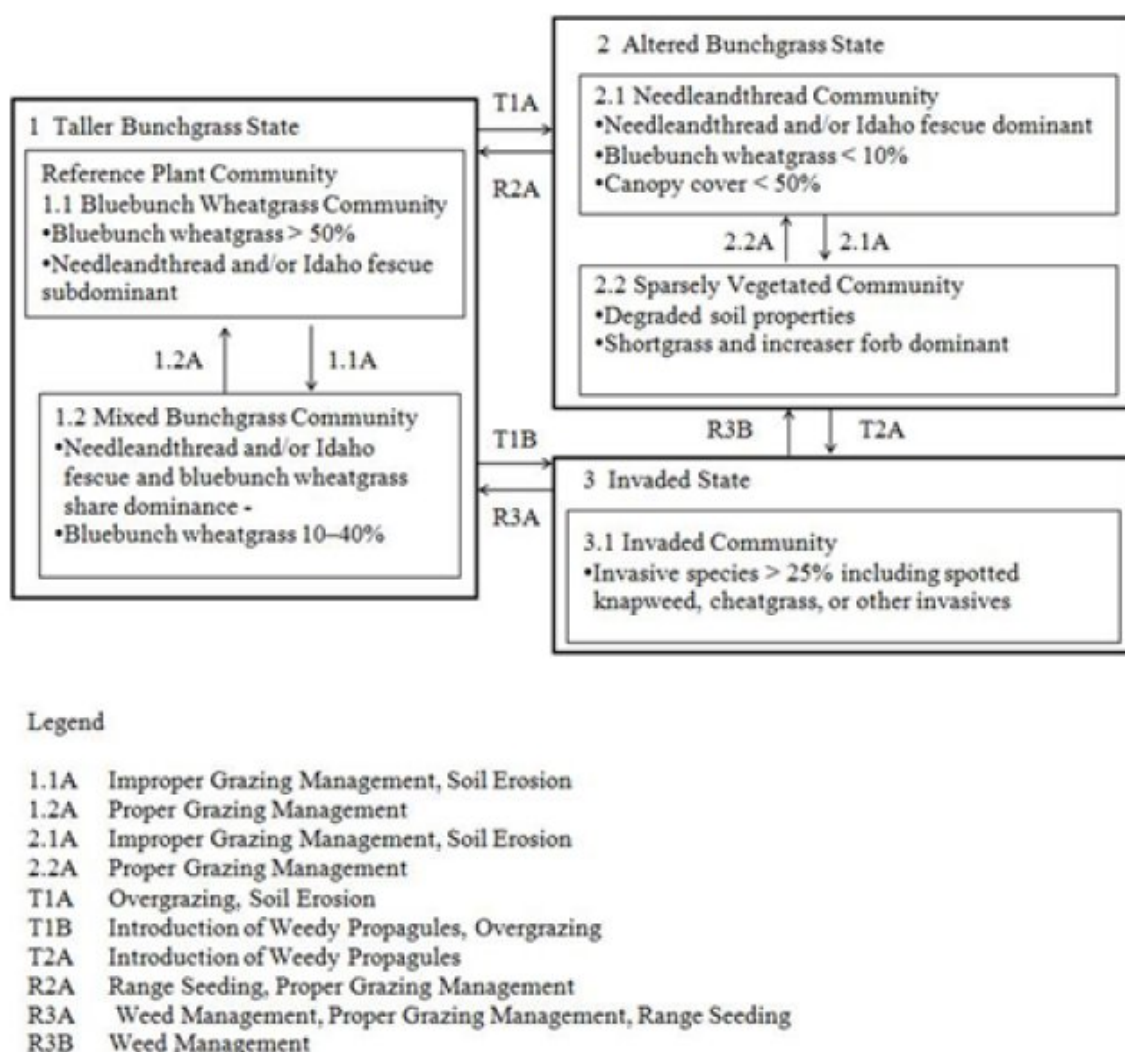 1 Taller Bunchgrass State
Reference Plant Community
1.1 Bluebunch Wheatgrass Community
•Bluebunch wheatgrass > 50%
•Needleandthread and/or Idaho fescue
subdominant
1.2A
1.1A
1.2 Mixed Bunchgrass Community
•Needleandthread and/or Idaho
fescue and bluebunch wheatgrass
share dominance -
•Bluebunch wheatgrass 10–40%
T1A
R2A
T1B
R3A
2 Altered Bunchgrass State
2.1 Needleandthread Community
•Needleandthread and/or Idaho fescue dominant
•Bluebunch wheatgrass < 10%
•Canopy cover < 50%
2.2A
2.1A
2.2 Sparsely Vegetated Community
•Degraded soil properties
•Shortgrass and increaser forb dominant
R3B
T2A
3 Invaded State
3.1 Invaded Community
•Invasive species > 25% including spotted
knapweed, cheatgrass, or other invasives
Legend
1.1A Improper Grazing Management, Soil Erosion
1.2A Proper Grazing Management
2.1A Improper Grazing Management, Soil Erosion
2.2A Proper Grazing Management
T1A Overgrazing, Soil Erosion
T1B Introduction of Weedy Propagules, Overgrazing
T2A Introduction of Weedy Propagules
R2A Range Seeding, Proper Grazing Management
R3A Weed Management, Proper Grazing Management, Range Seeding
R3B Weed Management